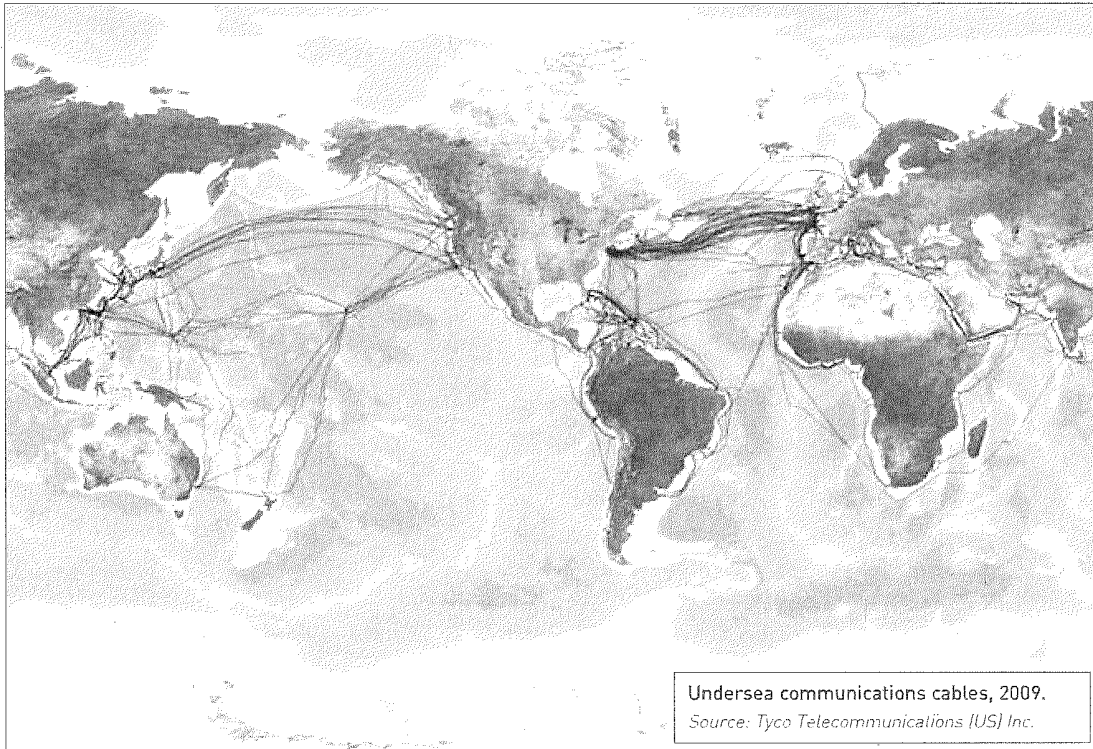 Undersea communications cables, 2009.
Source: Tyco Telecommunications (US) Inc.